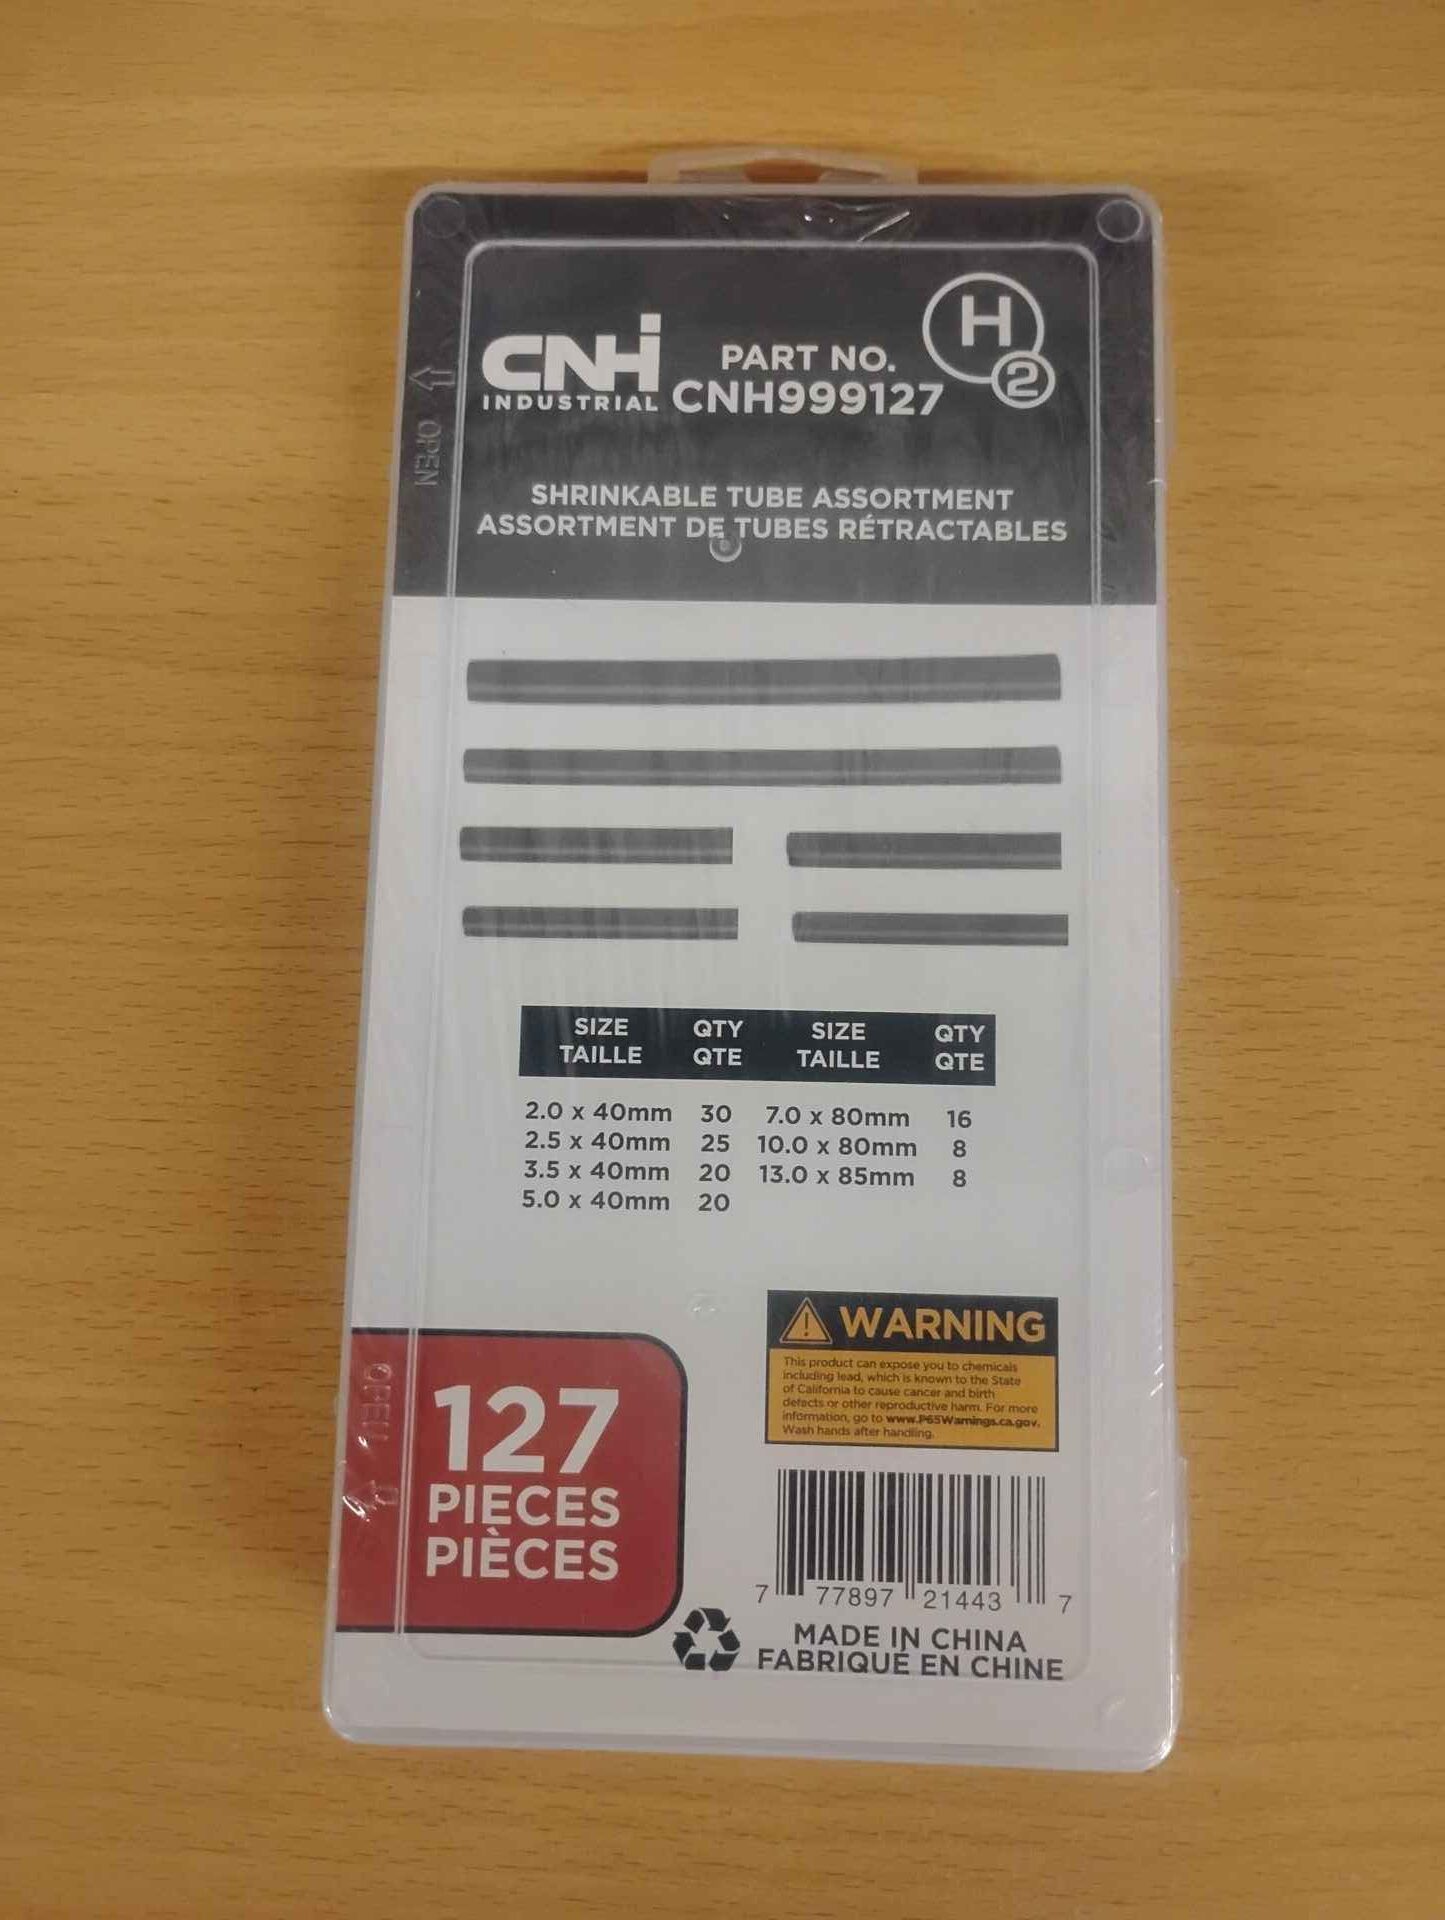 CNHi
INDUSTRIAL
PART NO.
CNH999127
H
2
OPEN
SHRINKABLE TUBE ASSORTMENT
ASSORTMENT DE TUBES RÉTRACTABLES
SIZE QTY SIZE QTY
TAILLE QTE TAILLE QTE
2.0 x 40mm 30 7.0 x 80mm 16
2.5 x 40mm 25 10.0 x 80mm 8
3.5 x 40mm 20 13.0 x 85mm 8
5.0 x 40mm 20
WARNING
This product can expose you to chemicals
including lead, which is known to the State
of California to cause cancer and birth
defects or other reproductive harm. For more
information, go to www.P65Warnings.ca.gov.
Wash hands after handling.
OPEN
127
PIECES
PIÈCES
7 77897 21443 7
MADE IN CHINA
FABRIQUÉ EN CHINE